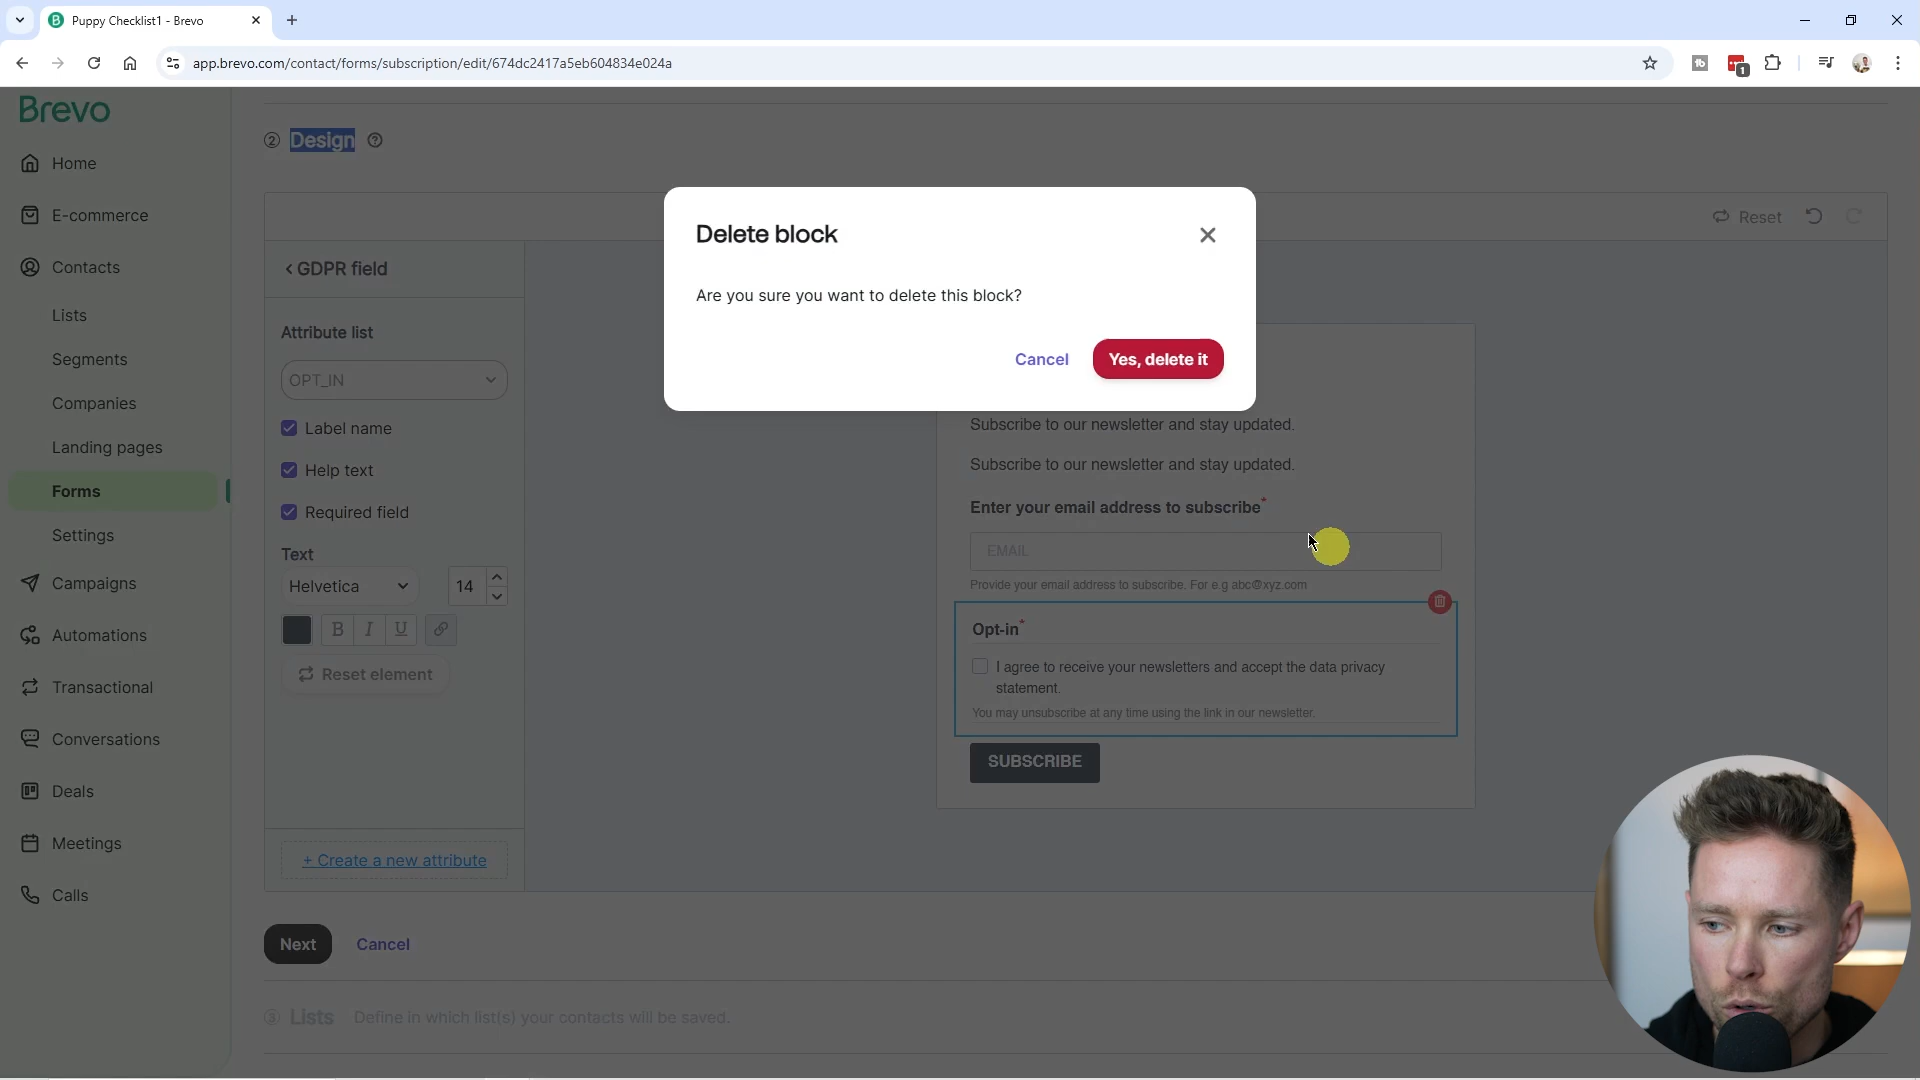 Puppy Checklist1 - Brevo
app.brevo.com/contact/forms/subscription/edit/674dc2417a5eb604834e024a
1
Brevo
Home
E-commerce
Contacts
Lists
Segments
Companies
Landing pages
Forms
Settings
Campaigns
Automations
Transactional
Conversations
Deals
Meetings
Calls
2 Design ?
Reset
< GDPR field
Attribute list
OPT_IN
Label name
Help text
Required field
Text
Helvetica 14
B I U
Reset element
+ Create a new attribute
Delete block
Are you sure you want to delete this block?
Cancel Yes, delete it
Subscribe to our newsletter and stay updated.
Subscribe to our newsletter and stay updated.
Enter your email address to subscribe*
EMAIL
Provide your email address to subscribe. For e.g abc@xyz.com
Opt-in*
I agree to receive your newsletters and accept the data privacy
statement.
You may unsubscribe at any time using the link in our newsletter.
SUBSCRIBE
Next Cancel
3 Lists Define in which list(s) your contacts will be saved.